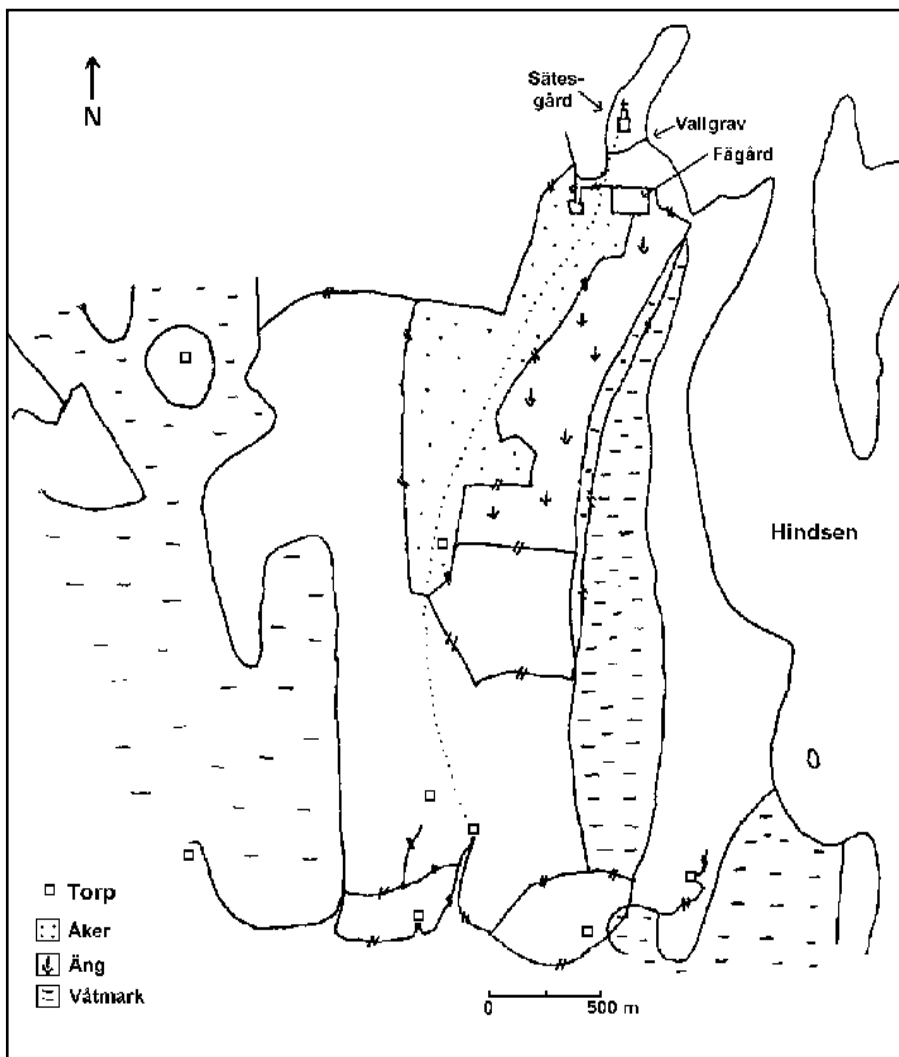 Sätes-
gård
N
Vallgrav
Fägård
Hindsen
Torp
Åker
Äng
Våtmark
0 500 m